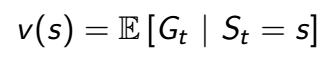 v(s) = 𝔼 [G_t | S_t = s]